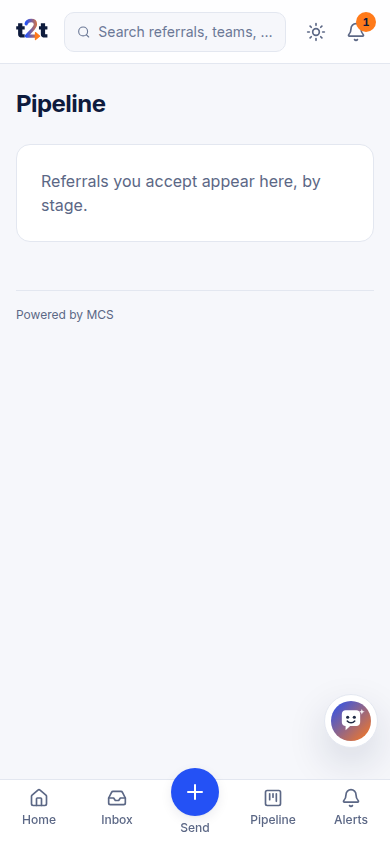 t2t
Search referrals, teams, ...
1
Pipeline
Referrals you accept appear here, by
stage.
Powered by MCS
Home
Inbox
Send
Pipeline
Alerts